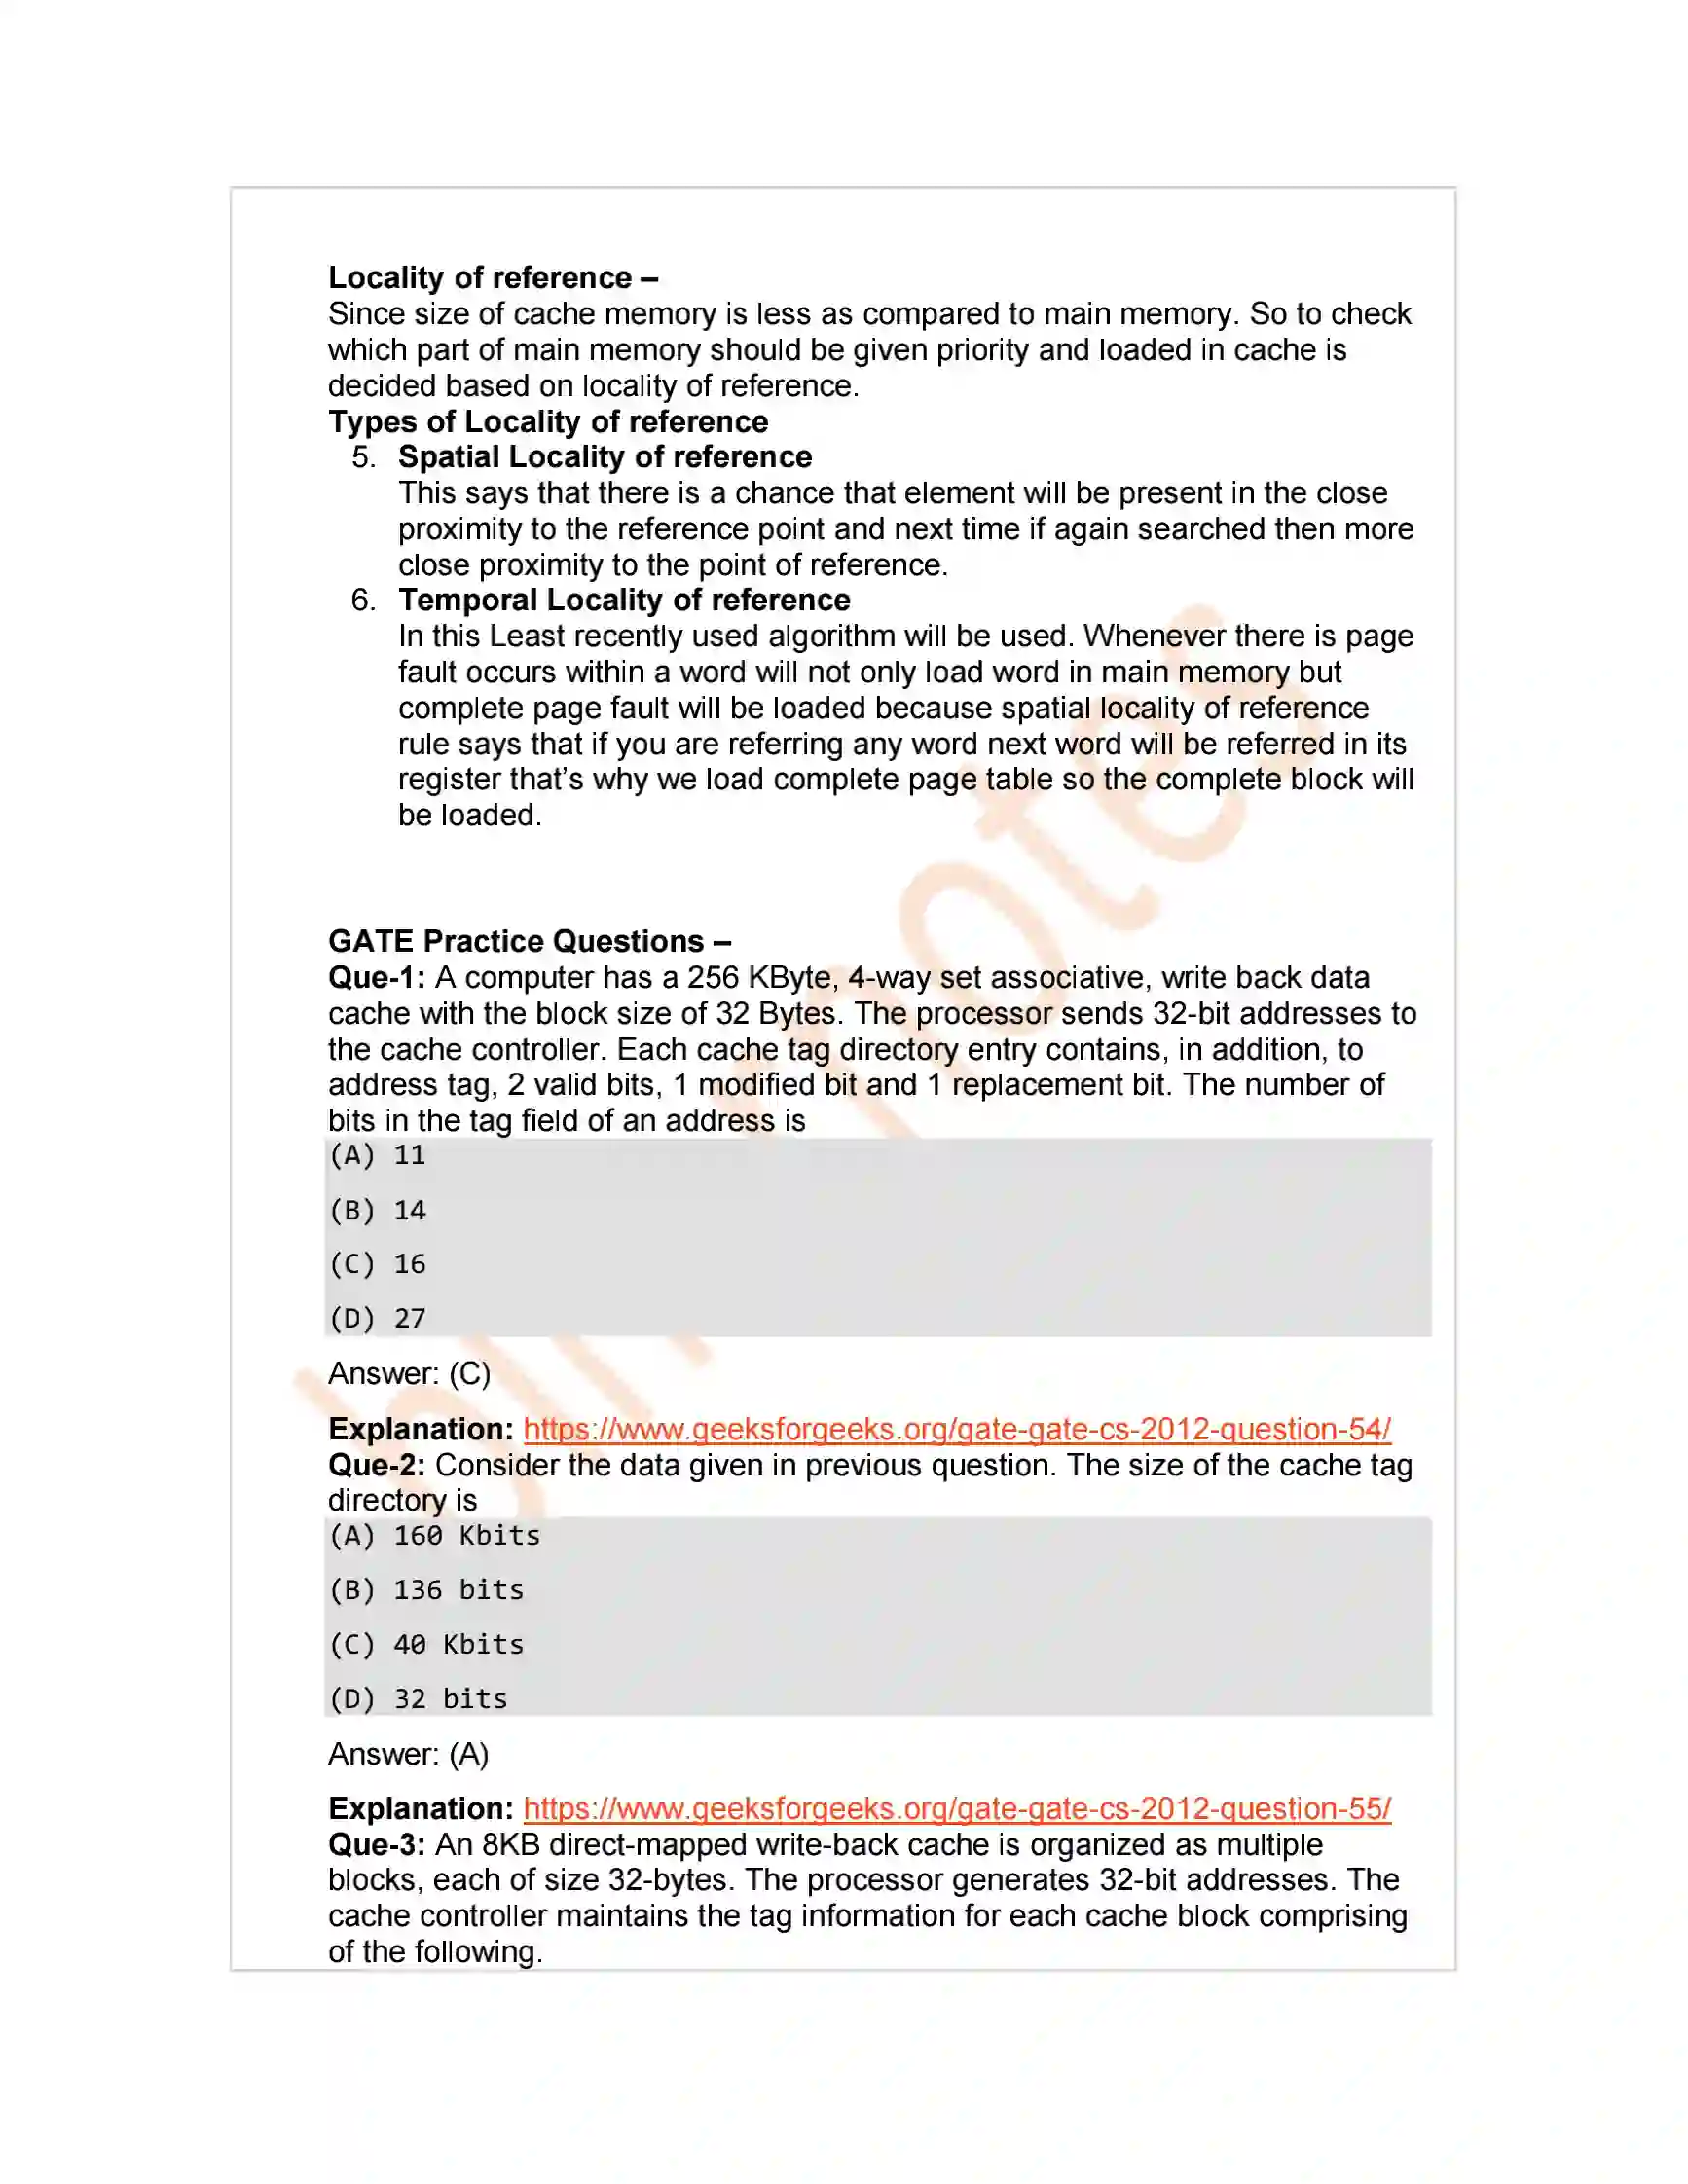 Locality of reference –
Since size of cache memory is less as compared to main memory. So to check
which part of main memory should be given priority and loaded in cache is
decided based on locality of reference.
Types of Locality of reference
5. Spatial Locality of reference
This says that there is a chance that element will be present in the close
proximity to the reference point and next time if again searched then more
close proximity to the point of reference.
6. Temporal Locality of reference
In this Least recently used algorithm will be used. Whenever there is page
fault occurs within a word will not only load word in main memory but
complete page fault will be loaded because spatial locality of reference
rule says that if you are referring any word next word will be referred in its
register that’s why we load complete page table so the complete block will
be loaded.
GATE Practice Questions –
Que-1: A computer has a 256 KByte, 4-way set associative, write back data
cache with the block size of 32 Bytes. The processor sends 32-bit addresses to
the cache controller. Each cache tag directory entry contains, in addition, to
address tag, 2 valid bits, 1 modified bit and 1 replacement bit. The number of
bits in the tag field of an address is
(A) 11
(B) 14
(C) 16
(D) 27
Answer: (C)
Explanation: https://www.geeksforgeeks.org/gate-gate-cs-2012-question-54/
Que-2: Consider the data given in previous question. The size of the cache tag
directory is
(A) 160 Kbits
(B) 136 bits
(C) 40 Kbits
(D) 32 bits
Answer: (A)
Explanation: https://www.geeksforgeeks.org/gate-gate-cs-2012-question-55/
Que-3: An 8KB direct-mapped write-back cache is organized as multiple
blocks, each of size 32-bytes. The processor generates 32-bit addresses. The
cache controller maintains the tag information for each cache block comprising
of the following.
notes